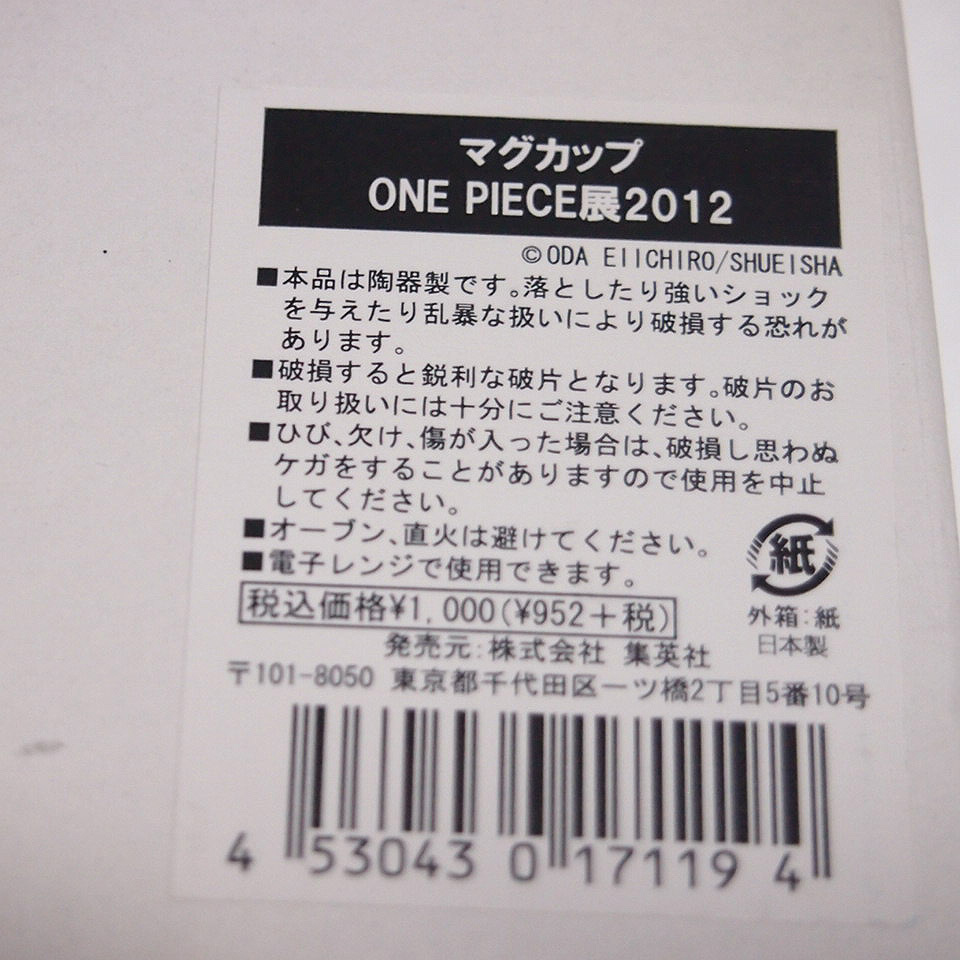 マグカップ
ONE PIECE展2012
©ODA EIICHIRO/SHUEISHA
■本品は陶器製です。落としたり強いショック
を与えたり乱暴な扱いにより破損する恐れが
あります。
■破損すると鋭利な破片となります。破片のお
取り扱いには十分にご注意ください。
■ひび、欠け、傷が入った場合は、破損し思わぬ
ケガをすることがありますので使用を中止
してください。
■オーブン、直火は避けてください。
■電子レンジで使用できます。
紙
税込価格¥1,000(¥952+税)
外箱:紙
発売元:株式会社 集英社
日本製
〒101-8050 東京都千代田区一ツ橋2丁目5番10号
4 530430 171194